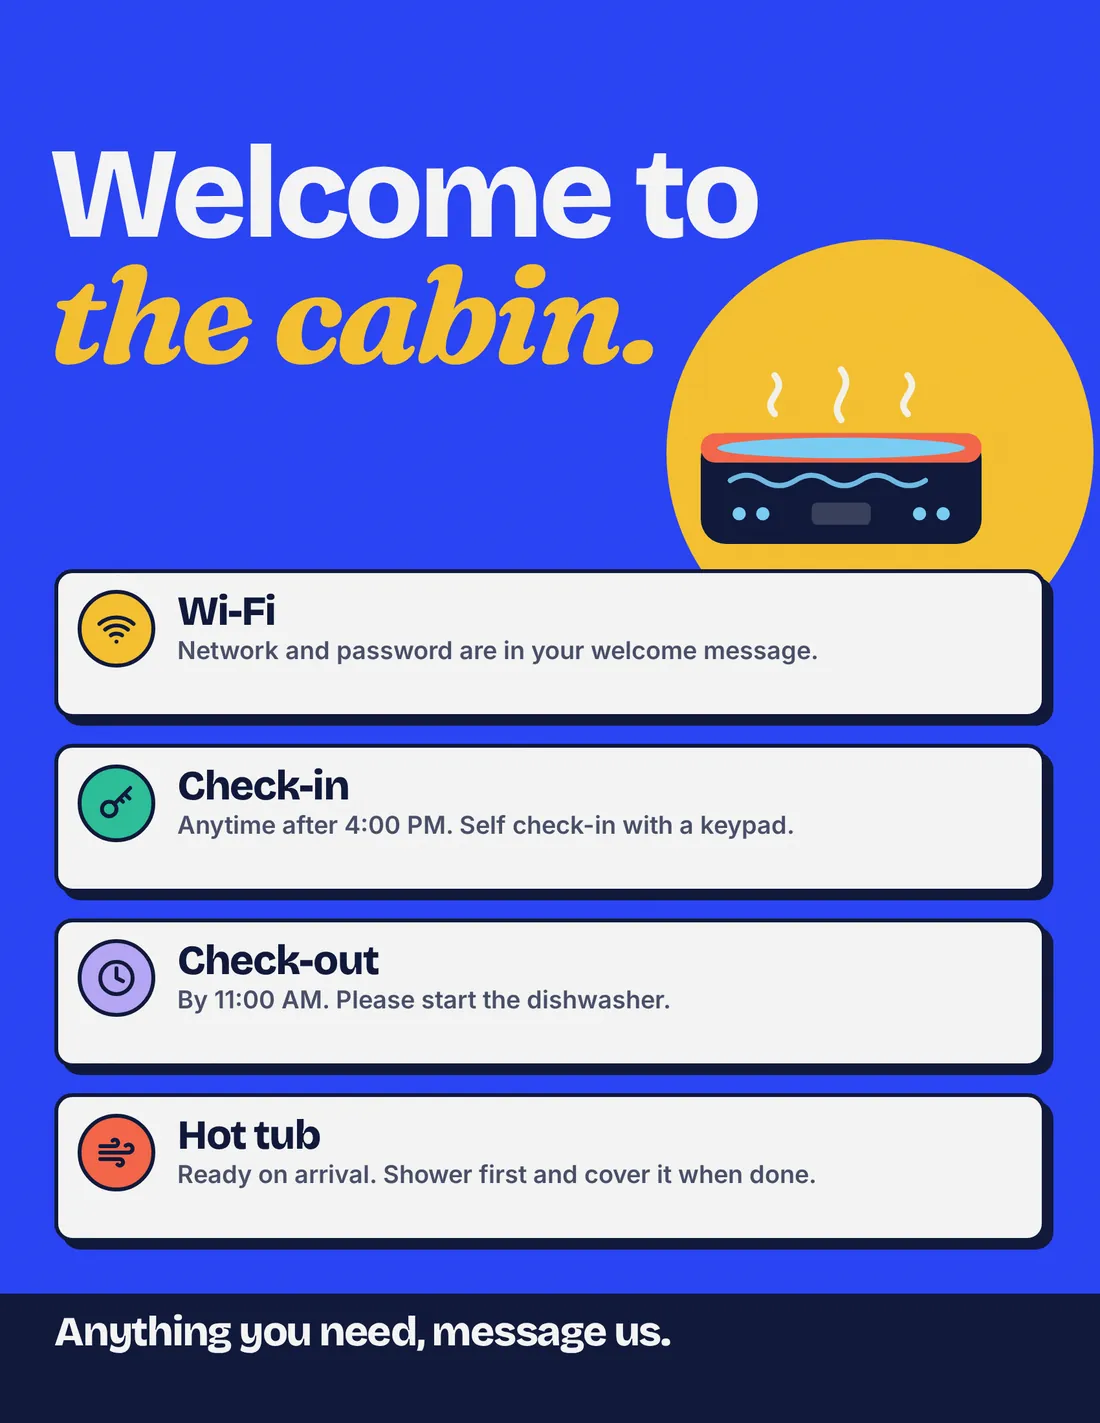 Welcome to
the cabin.
Wi-Fi
Network and password are in your welcome message.
Check-in
Anytime after 4:00 PM. Self check-in with a keypad.
Check-out
By 11:00 AM. Please start the dishwasher.
Hot tub
Ready on arrival. Shower first and cover it when done.
Anything you need, message us.